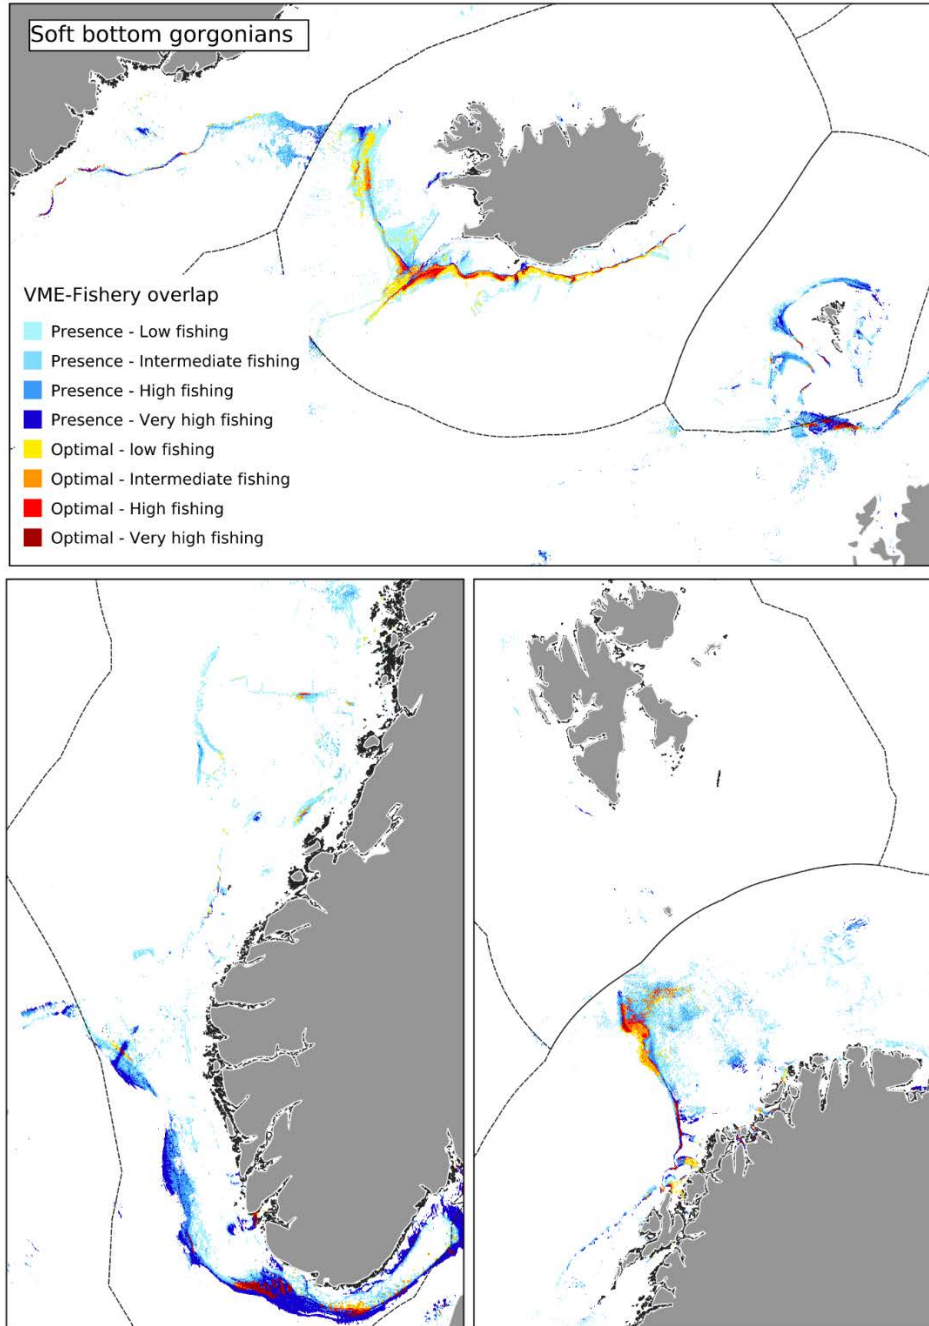 Soft bottom gorgonians
VME-Fishery overlap
Presence - Low fishing
Presence - Intermediate fishing
Presence - High fishing
Presence - Very high fishing
Optimal - low fishing
Optimal - Intermediate fishing
Optimal - High fishing
Optimal - Very high fishing